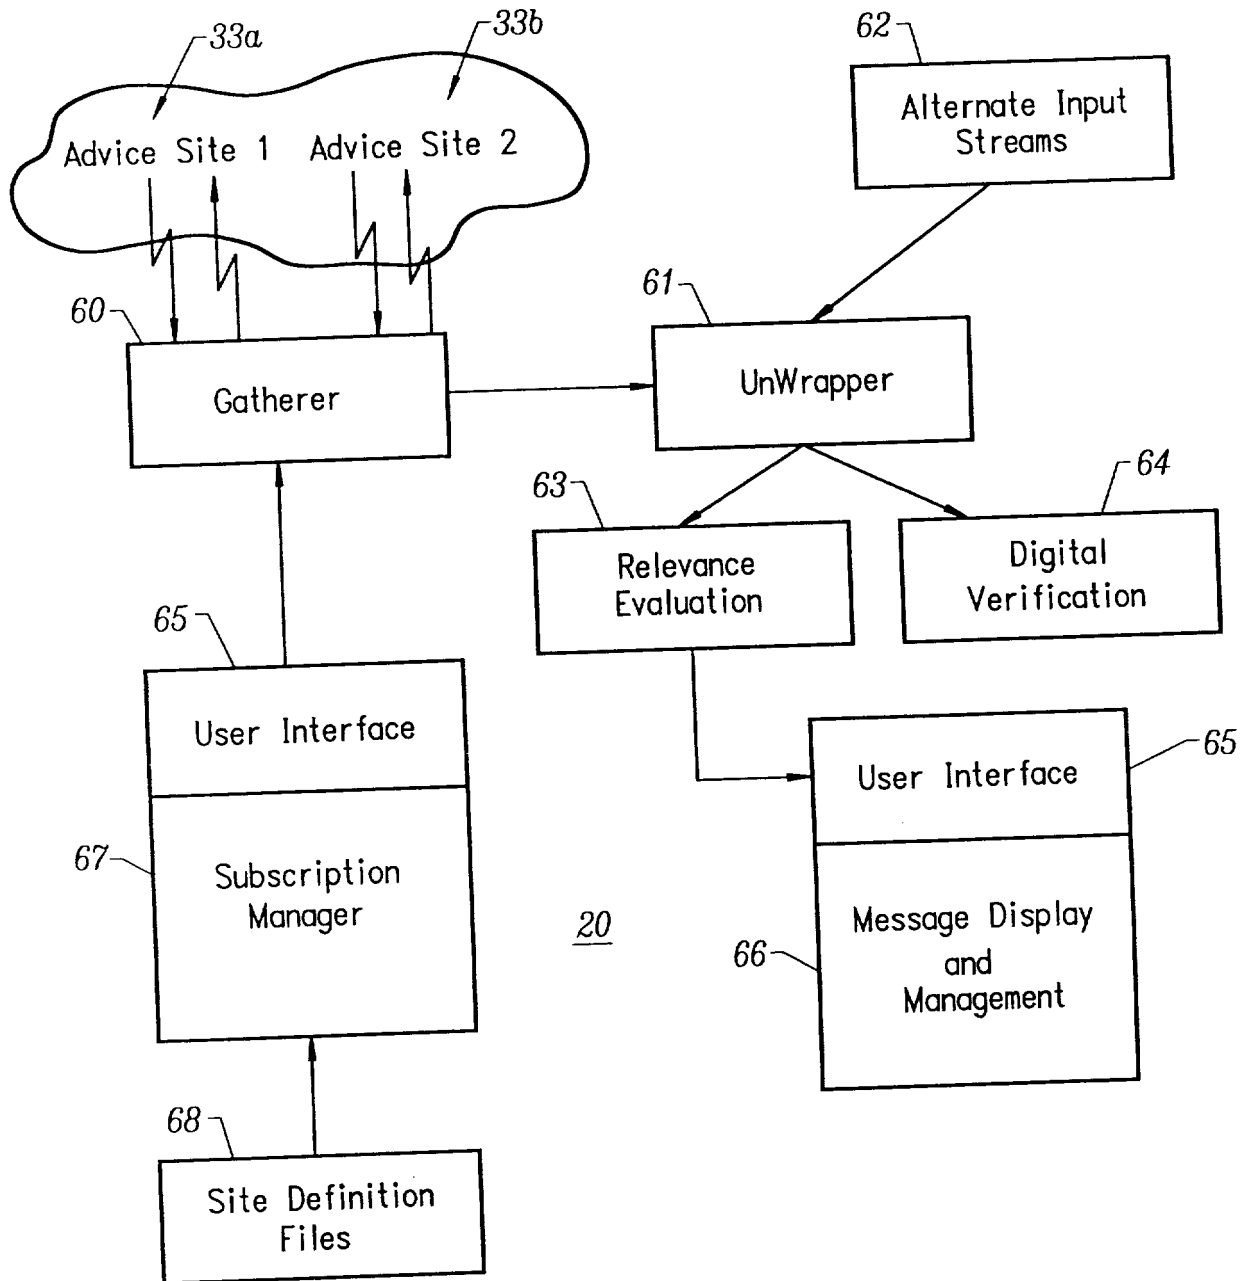 33a
33b
62
Advice Site 1
Advice Site 2
Alternate Input
Streams
60
61
Gatherer
UnWrapper
63
64
Relevance
Evaluation
Digital
Verification
65
User Interface
65
User Interface
67
Subscription
Manager
20
66
Message Display
and
Management
68
Site Definition
Files